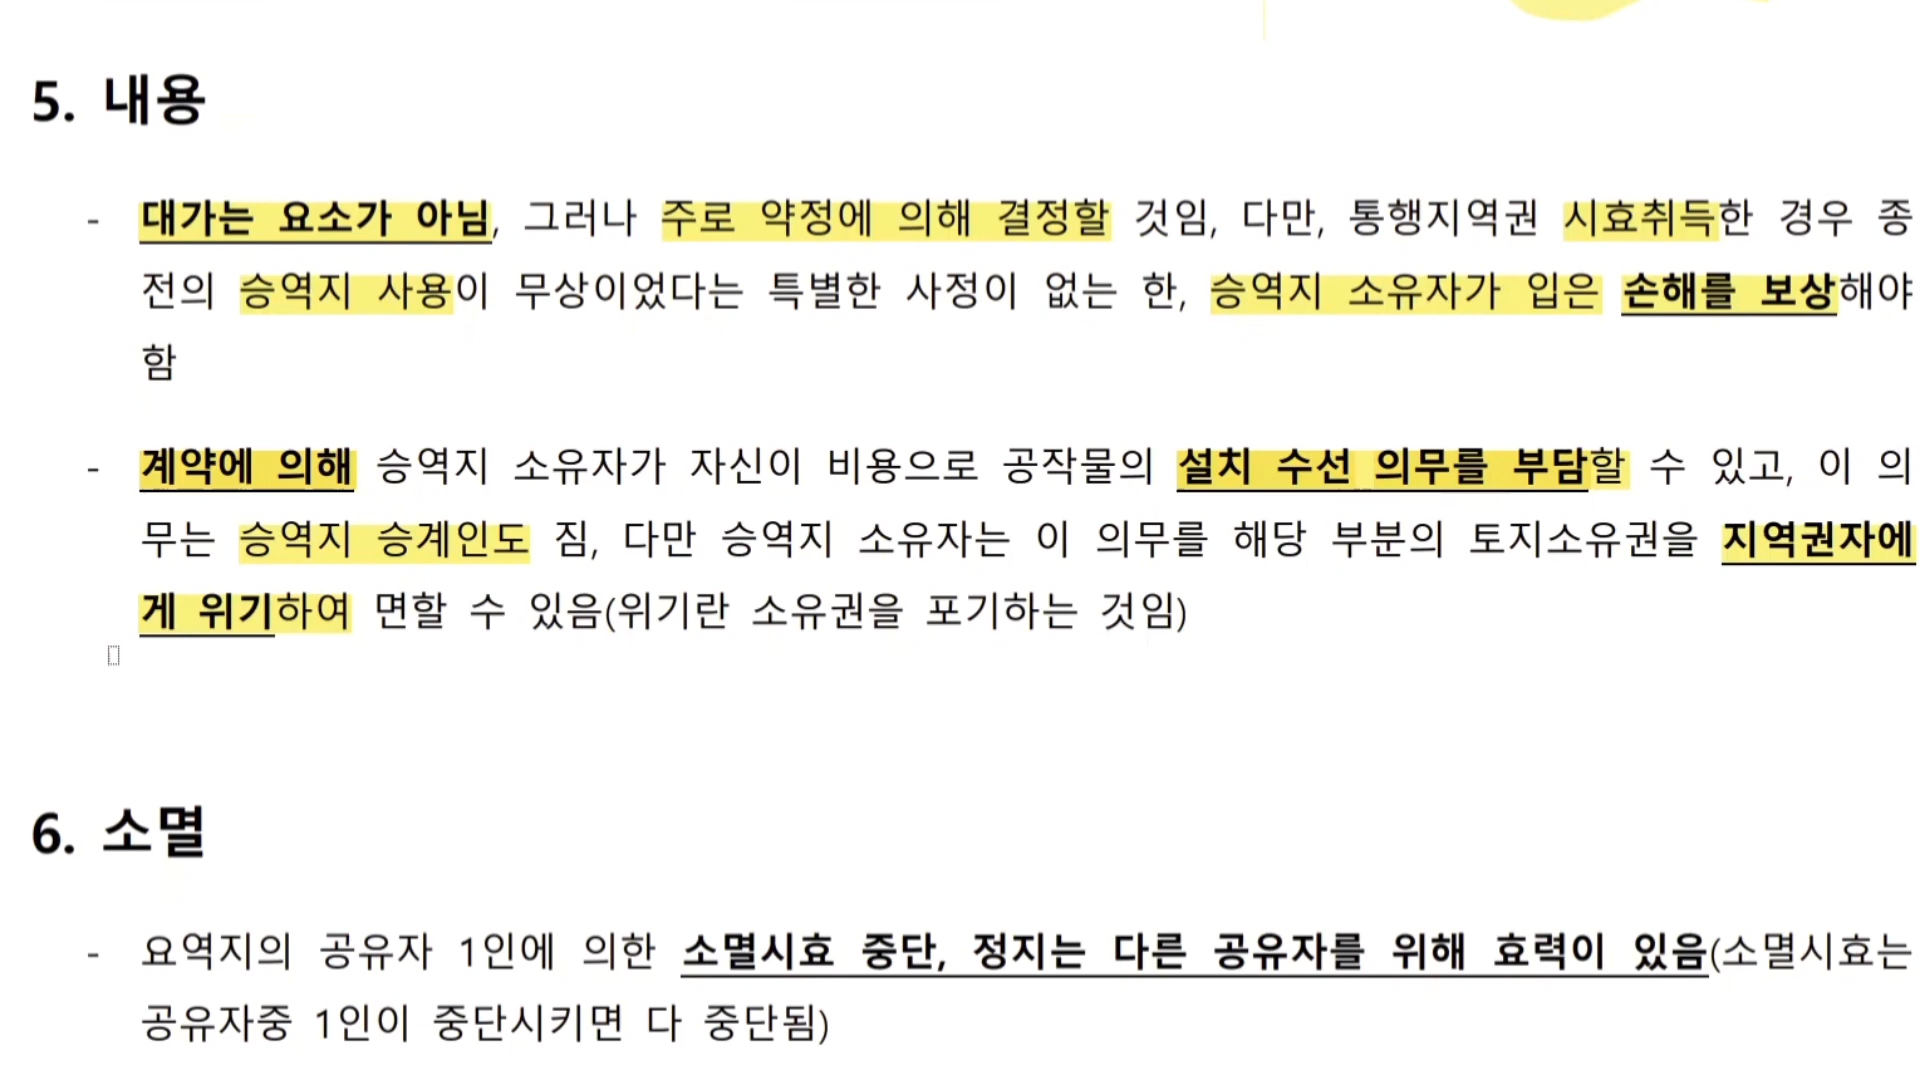 5. 내용
- 대가는 요소가 아님, 그러나 주로 약정에 의해 결정할 것임, 다만, 통행지역권 시효취득한 경우 종
전의 승역지 사용이 무상이었다는 특별한 사정이 없는 한, 승역지 소유자가 입은 손해를 보상해야
함
- 계약에 의해 승역지 소유자가 자신이 비용으로 공작물의 설치 수선 의무를 부담할 수 있고, 이 의
무는 승역지 승계인도 짐, 다만 승역지 소유자는 이 의무를 해당 부분의 토지소유권을 지역권자에
게 위기하여 면할 수 있음(위기란 소유권을 포기하는 것임)
6. 소멸
- 요역지의 공유자 1인에 의한 소멸시효 중단, 정지는 다른 공유자를 위해 효력이 있음(소멸시효는
공유자중 1인이 중단시키면 다 중단됨)